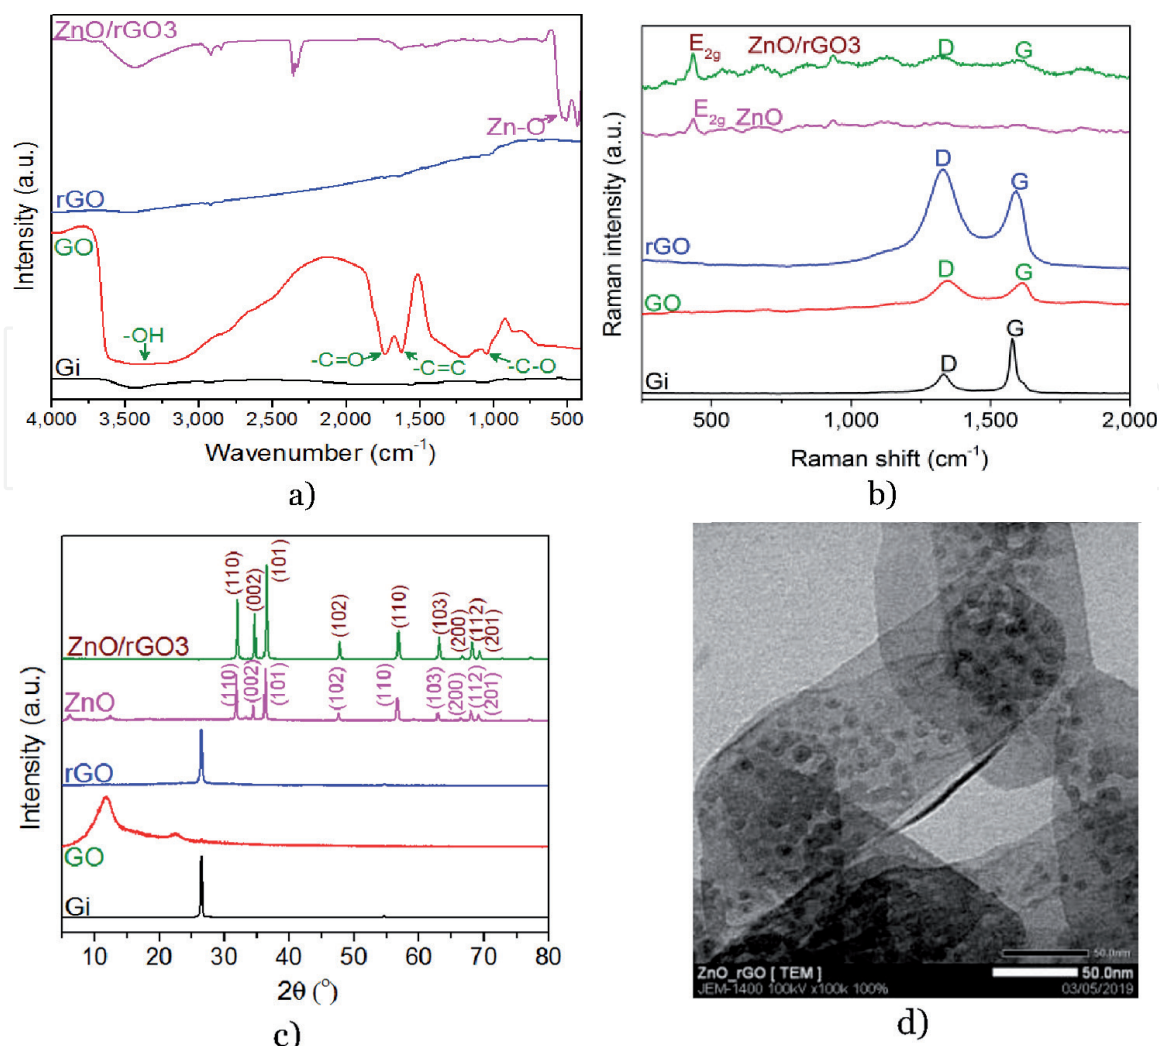 ZnO/rGO3
Zn-O
rGO
GO
-OH
-C=O
-C=C
-C-O
Gi
4,000 3,500 3,000 2,500 2,000 1,500 1,000 500
Wavenumber (cm-1)
Intensity (a.u.)
a)
E2g ZnO/rGO3 D G
E2g ZnO
D G
rGO
D G
GO
D G
Gi
500 1,000 1,500 2,000
Raman shift (cm-1)
Raman intensity (a.u.)
b)
(110) (002) (101) (102) (110) (103) (200) (112) (201)
ZnO/rGO3
(110) (002) (101) (102) (110) (103) (200) (112) (201)
ZnO
rGO
GO
Gi
10 20 30 40 50 60 70 80
2θ (°)
Intensity (a.u.)
c)
50.0nm
ZnO_rGO [ TEM ] 50.0nm
JEM-1400 100kV x100k 100% 03/05/2019
d)